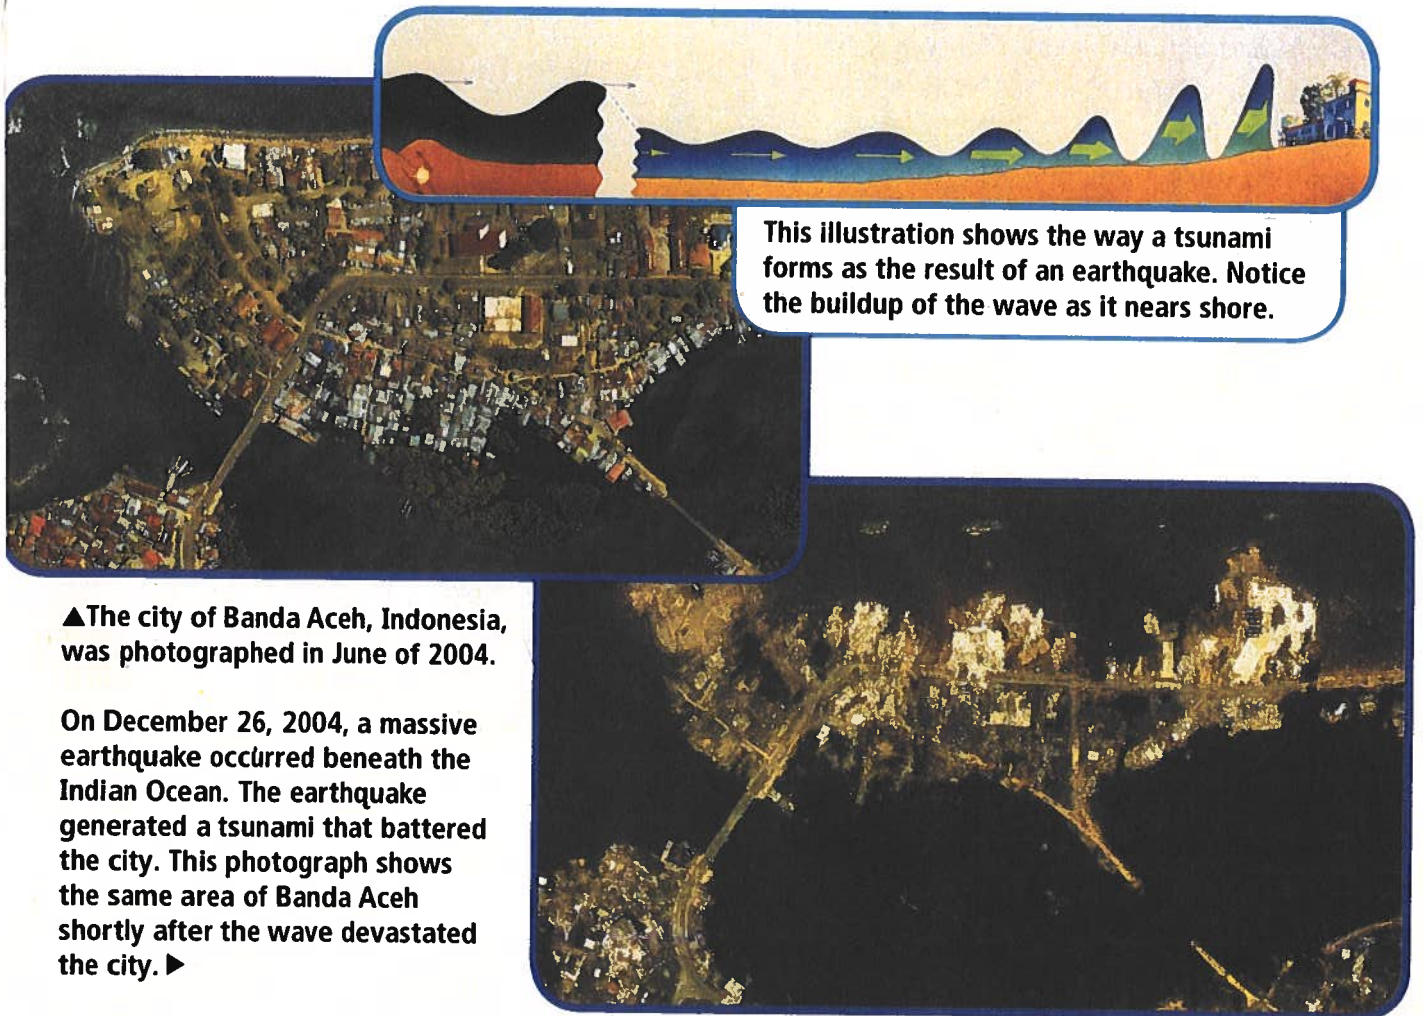 This illustration shows the way a tsunami
forms as the result of an earthquake. Notice
the buildup of the wave as it nears shore.
▲The city of Banda Aceh, Indonesia,
was photographed in June of 2004.
On December 26, 2004, a massive
earthquake occurred beneath the
Indian Ocean. The earthquake
generated a tsunami that battered
the city. This photograph shows
the same area of Banda Aceh
shortly after the wave devastated
the city. ▶